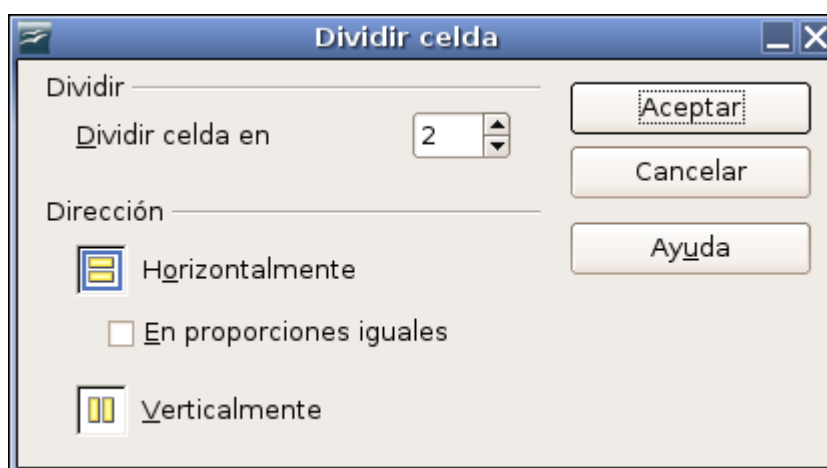 Dividir celda
Dividir
Dividir celda en
2
Aceptar
Cancelar
Dirección
Horizontalmente
Ayuda
En proporciones iguales
Verticalmente